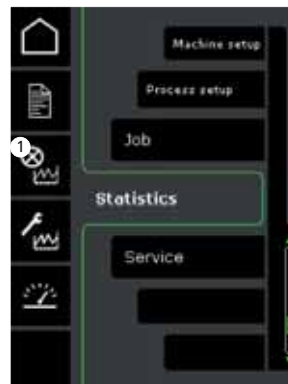 Machine setup
Process setup
Job
1
Statistics
Service